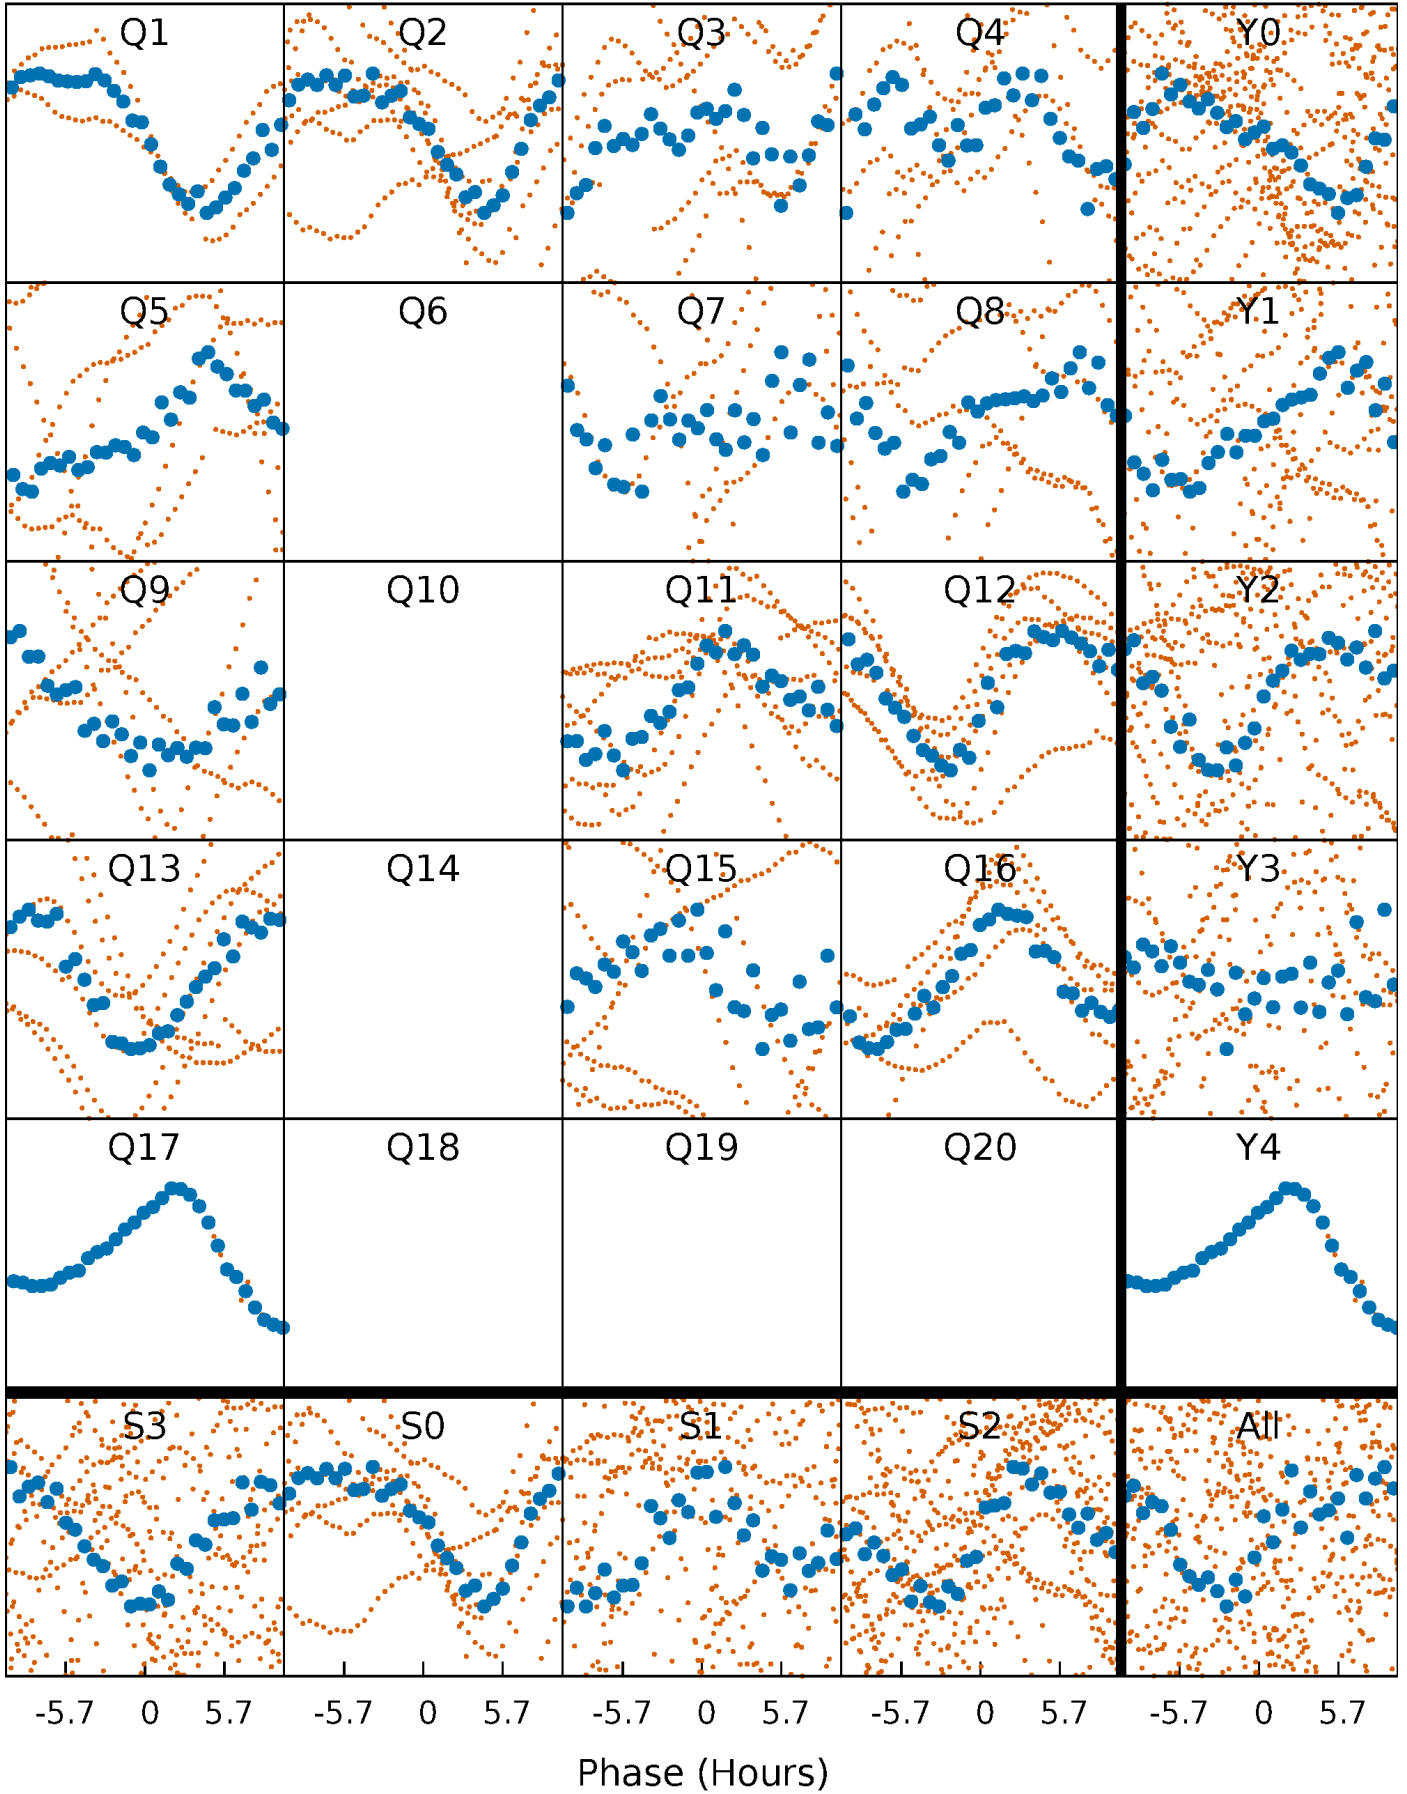 Q1 Q2 Q3 Q4 Y0
Q5 Q6 Q7 Q8 Y1
Q9 Q10 Q11 Q12 Y2
Q13 Q14 Q15 Q16 Y3
Q17 Q18 Q19 Q20 Y4
S3 S0 S1 S2 All
-5.7 0 5.7 -5.7 0 5.7 -5.7 0 5.7 -5.7 0 5.7 -5.7 0 5.7
Phase (Hours)